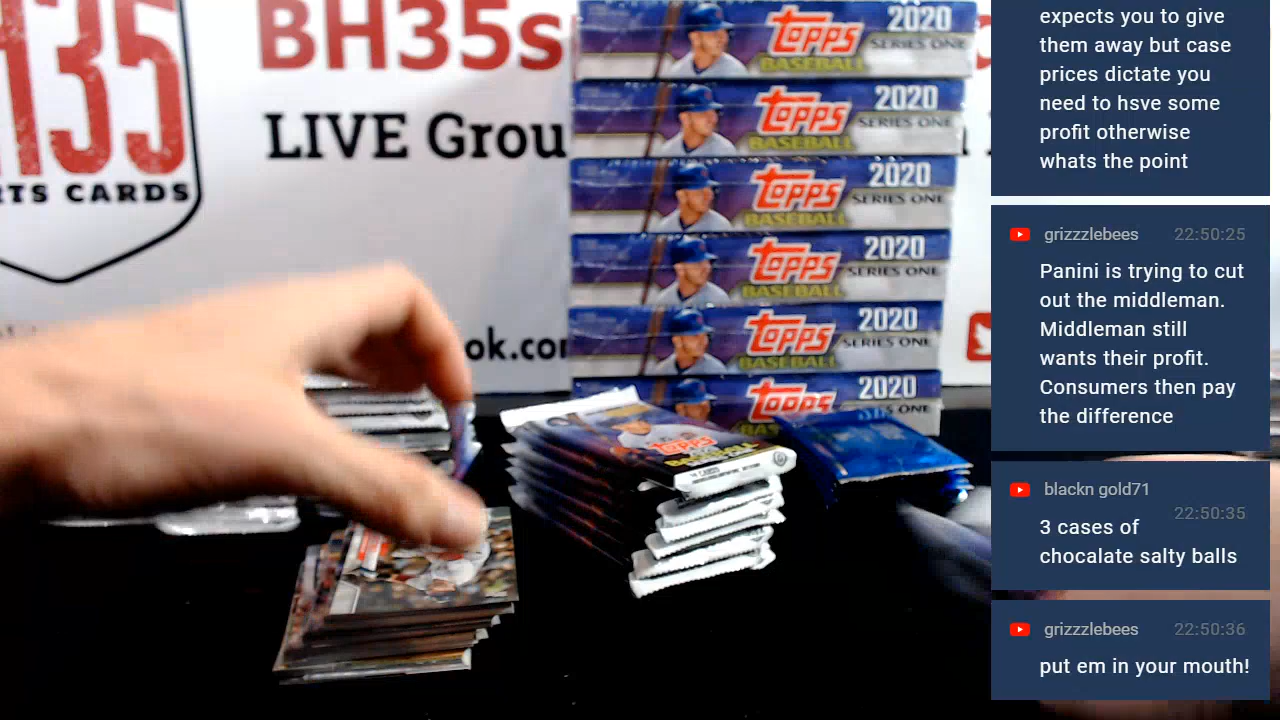 H35
RTS CARDS
BH35s
LIVE Grou
ok.co
TOPPS
2020
SERIES ONE
BASEBALL
TOPPS
2020
SERIES ONE
BASEBALL
TOPPS
2020
SERIES ONE
BASEBALL
TOPPS
2020
SERIES ONE
BASEBALL
TOPPS
2020
SERIES ONE
BASEBALL
TOPPS
2020
S ONE
BAS
TOPPS
BASEBALL
expects you to give
them away but case
prices dictate you
need to hsve some
profit otherwise
whats the point
grizzzlebees 22:50:25
Panini is trying to cut
out the middleman.
Middleman still
wants their profit.
Consumers then pay
the difference
blackn gold71
22:50:35
3 cases of
chocalate salty balls
grizzzlebees 22:50:36
put em in your mouth!